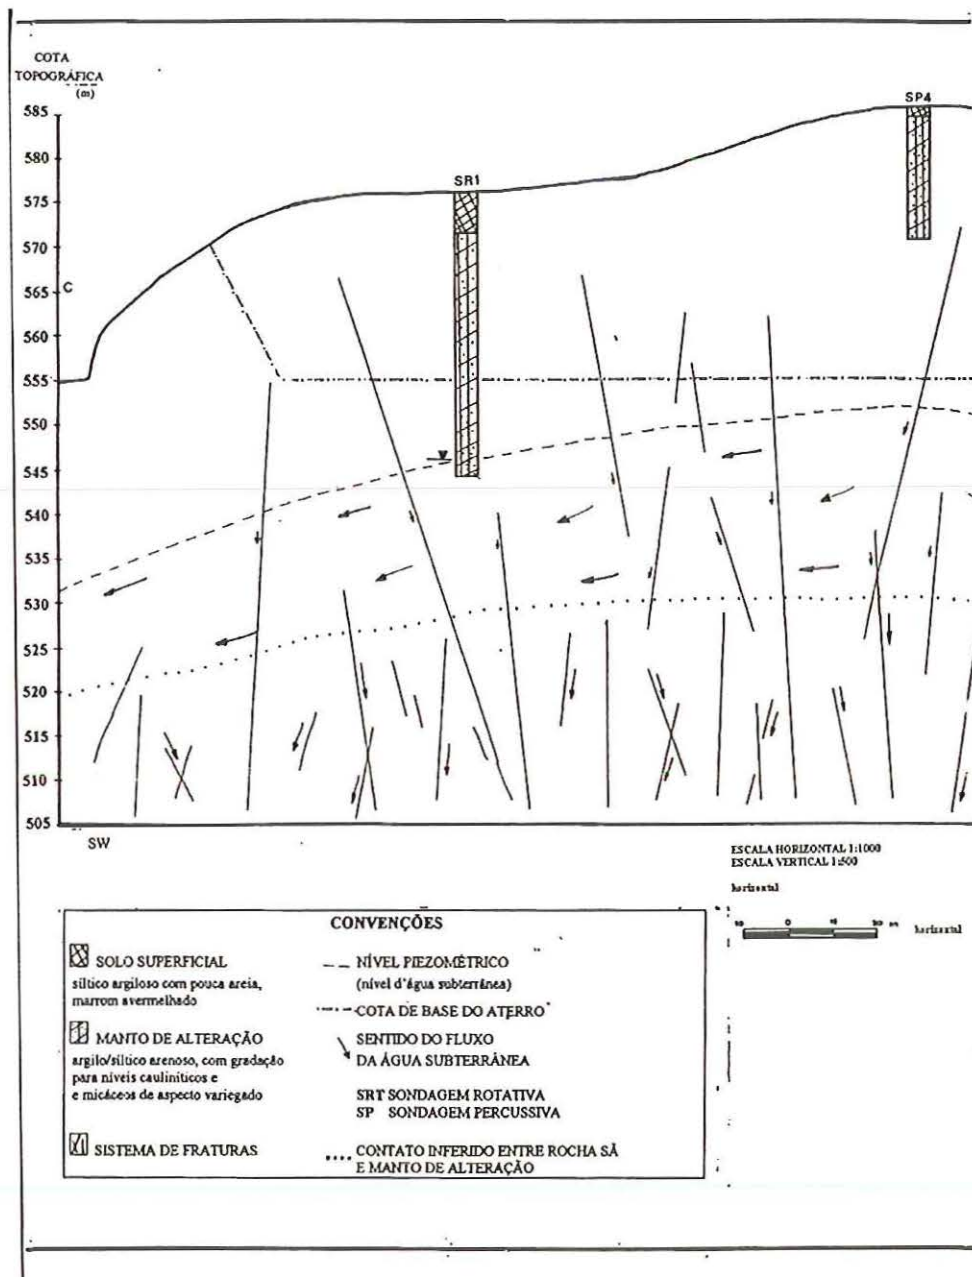 COTA
TOPOGRÁFICA
(m)
585
580
575
570
565
560
555
550
545
540
535
530
525
520
515
510
505
C
SR1
SP4
SW
ESCALA HORIZONTAL 1:1000
ESCALA VERTICAL 1:500
horizontal
0
m
horizontal
CONVENÇÕES
SOLO SUPERFICIAL
síltico argiloso com pouca areia,
marrom avermelhado
MANTO DE ALTERAÇÃO
argilo/síltico arenoso, com gradação
para níveis cauliníticos e
e micáceos de aspecto variegado
SISTEMA DE FRATURAS
NÍVEL PIEZOMÉTRICO
(nível d'água subterrânea)
COTA DE BASE DO ATERRO
SENTIDO DO FLUXO
DA ÁGUA SUBTERRÂNEA
SRT SONDAGEM ROTATIVA
SP SONDAGEM PERCUSSIVA
CONTATO INFERIDO ENTRE ROCHA SÃ
E MANTO DE ALTERAÇÃO